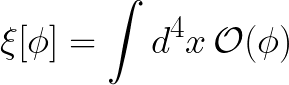 ξ[ϕ] = ∫ d⁴x 𝒪(ϕ)